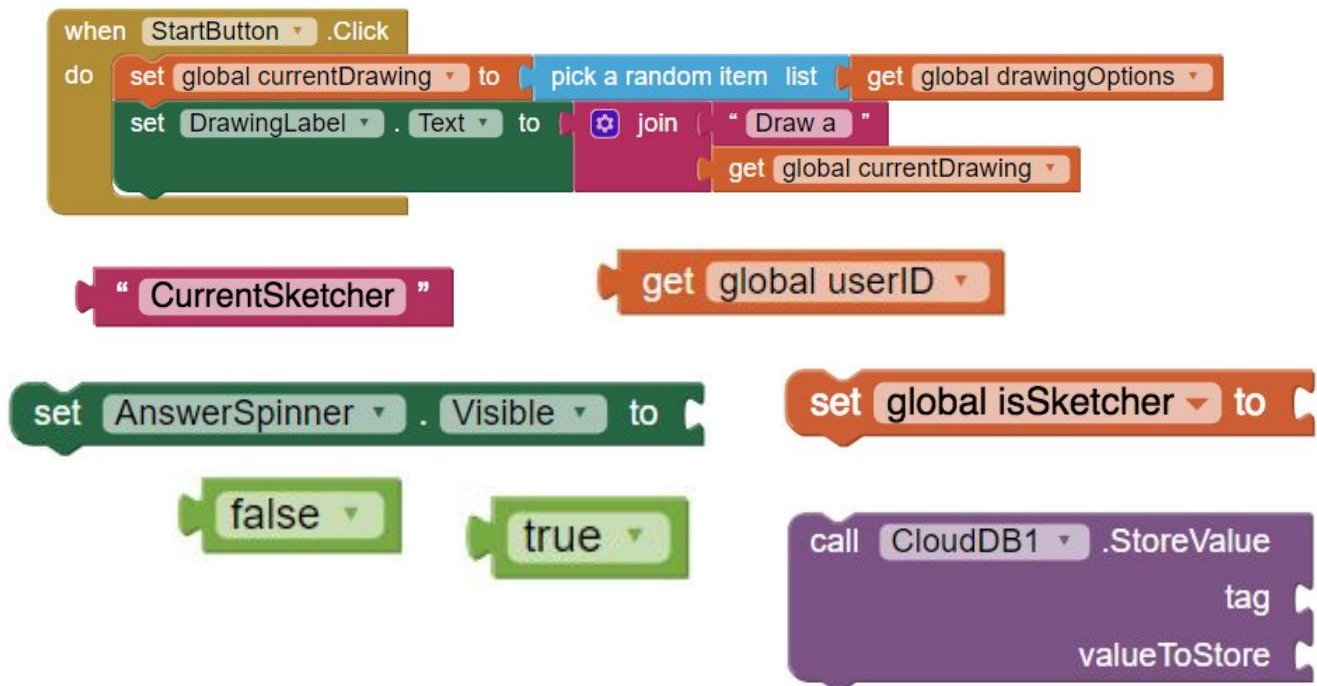 when StartButton .Click
do set global currentDrawing to pick a random item list get global drawingOptions
set DrawingLabel . Text to join “ Draw a ”
get global currentDrawing
“ CurrentSketcher ”
get global userID
set AnswerSpinner . Visible to
set global isSketcher to
false
true
call CloudDB1 .StoreValue
tag
valueToStore